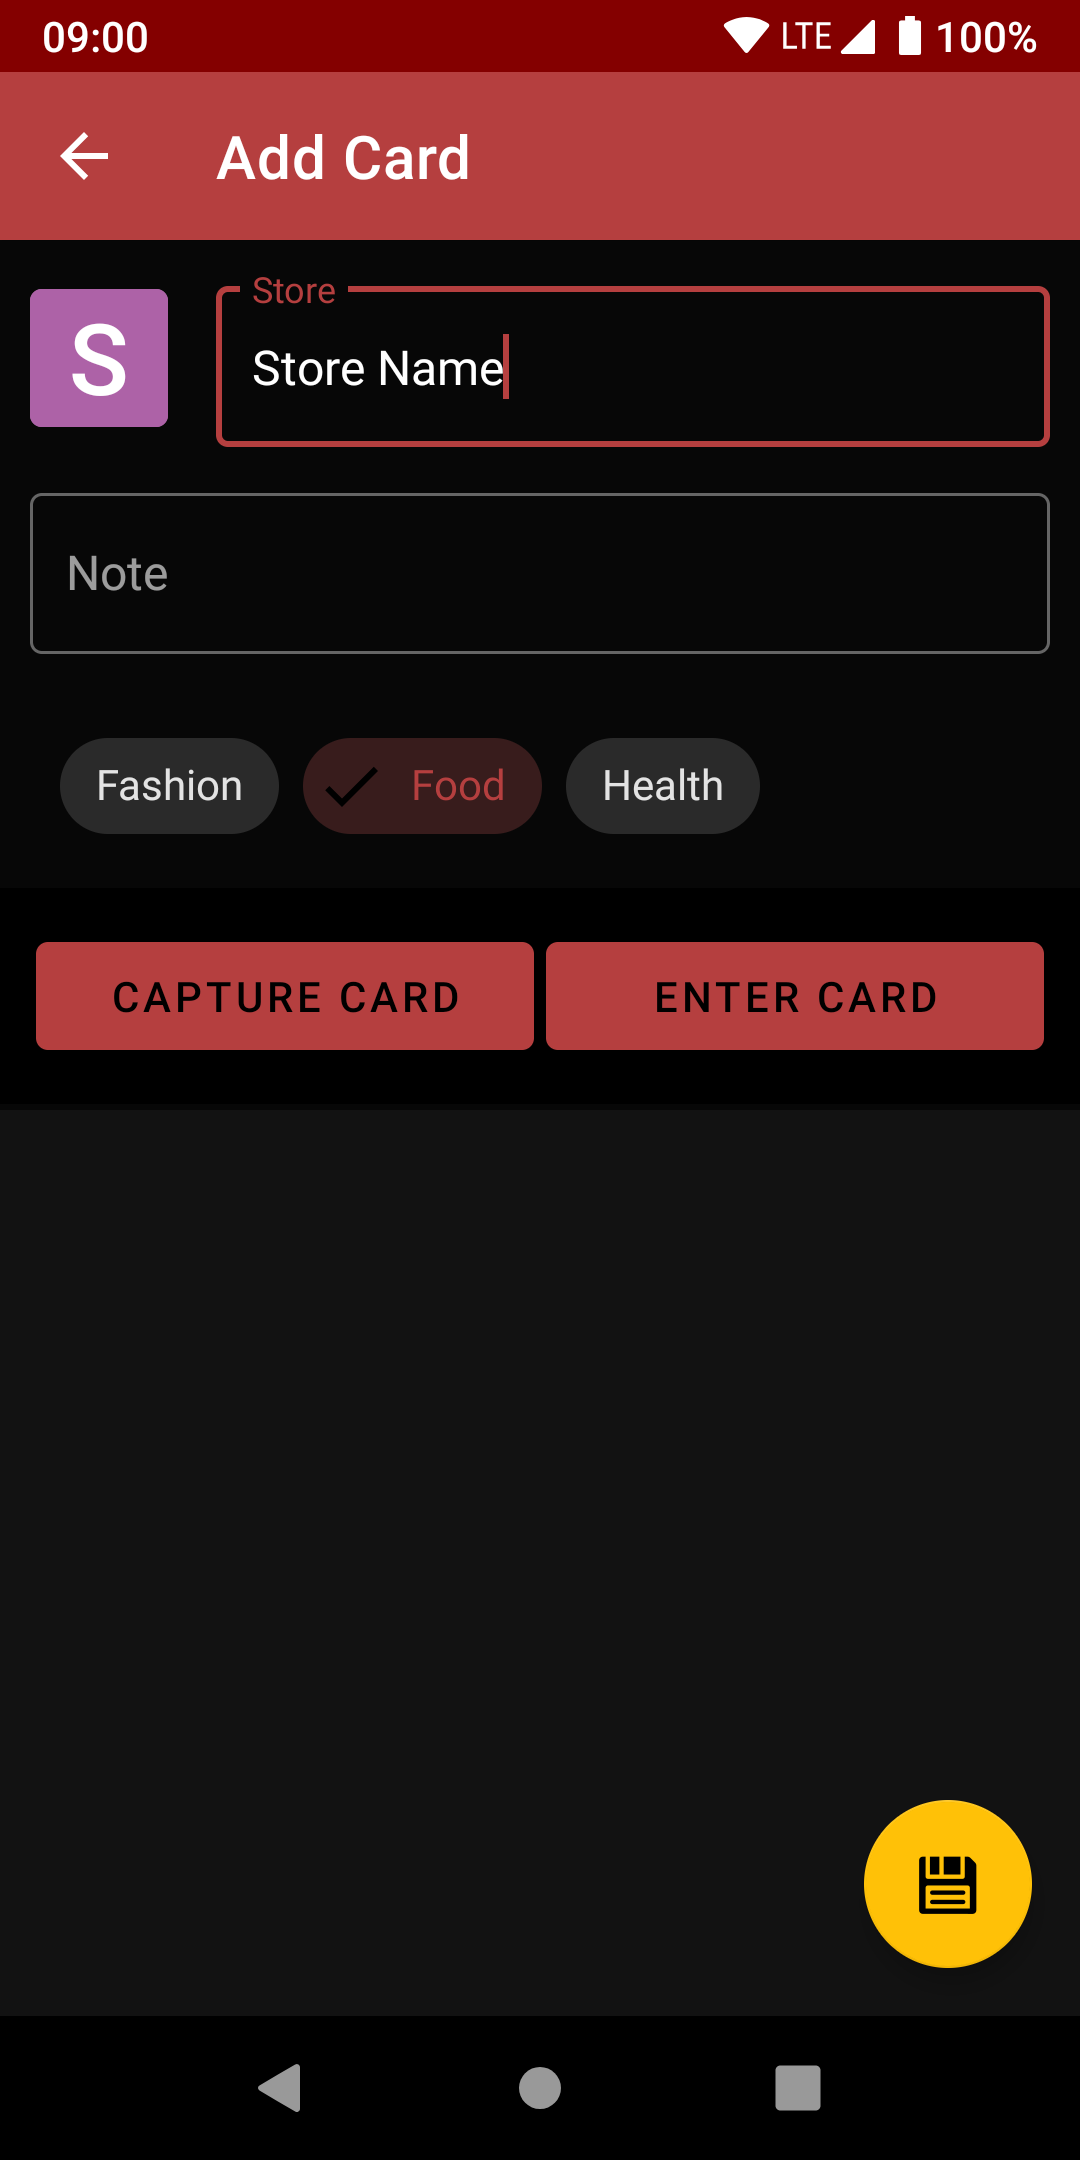 09:00 LTE 100%
Add Card
S
Store
Store Name
Note
Fashion Food Health
CAPTURE CARD ENTER CARD